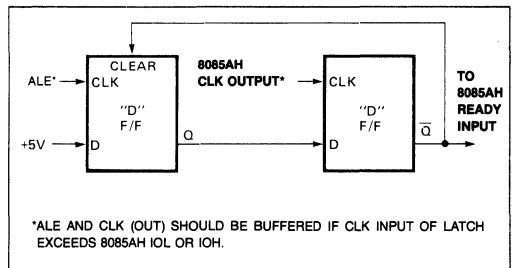 CLEAR
ALE*
CLK
"D"
F/F
+5V
D
Q
8085AH
CLK OUTPUT*
CLK
"D"
F/F
D
Q
TO
8085AH
READY
INPUT
*ALE AND CLK (OUT) SHOULD BE BUFFERED IF CLK INPUT OF LATCH
EXCEEDS 8085AH IOL OR IOH.